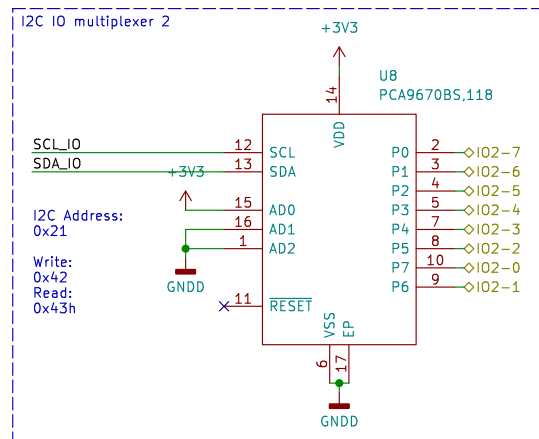 I2C IO multiplexer 2
+3V3
U8
PCA9670BS,118
14
VDD
SCL_IO 12 SCL P0 2 IO2-7
SDA_IO 13 SDA P1 3 IO2-6
+3V3 P2 4 IO2-5
15 AD0 P3 5 IO2-4
16 AD1 P4 7 IO2-3
1 AD2 P5 8 IO2-2
P7 10 IO2-0
P6 9 IO2-1
I2C Address:
0x21
Write:
0x42
Read:
0x43h
GNDD
11 RESET
VSS EP
6 17
GNDD